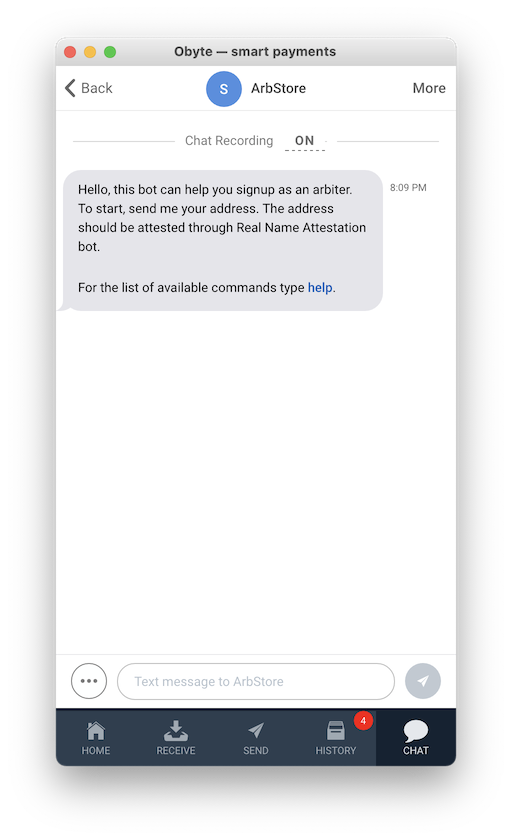 Obyte — smart payments
Back
S
ArbStore
More
Chat Recording ON
Hello, this bot can help you signup as an arbiter.
To start, send me your address. The address
should be attested through Real Name Attestation
bot.
8:09 PM
For the list of available commands type help.
Text message to ArbStore
4
HOME
RECEIVE
SEND
HISTORY
CHAT